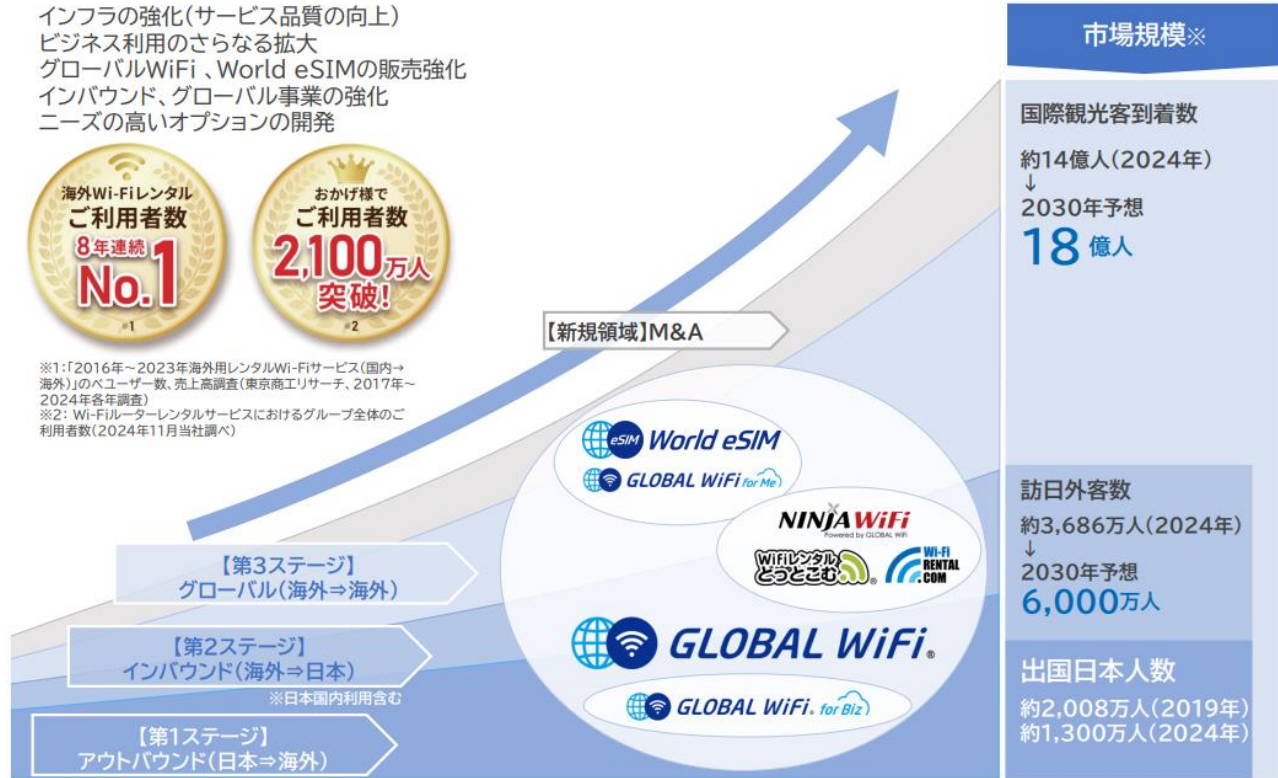 インフラの強化(サービス品質の向上)
ビジネス利用のさらなる拡大
グローバルWiFi 、World eSIMの販売強化
インバウンド、グローバル事業の強化
ニーズの高いオプションの開発
海外Wi-Fiレンタル
ご利用者数
8年連続
No.1
※1
おかげ様で
ご利用者数
2,100万人
突破!
※2
※1:「2016年～2023年海外用レンタルWi-Fiサービス(国内→
海外)」のべユーザー数、売上高調査(東京商工リサーチ、2017年～
2024年各年調査)
※2: Wi-Fiルーターレンタルサービスにおけるグループ全体のご
利用者数(2024年11月当社調べ)
【新規領域】M&A
【第3ステージ】
グローバル(海外⇒海外)
【第2ステージ】
インバウンド(海外⇒日本)
※日本国内利用含む
【第1ステージ】
アウトバウンド(日本⇒海外)
eSIM World eSIM
GLOBAL WiFi for Me
NINJA WiFi
Powered by GLOBAL WiFi
WiFiレンタル
どっとこむ®
Wi-Fi
RENTAL
.COM
GLOBAL WiFi®
GLOBAL WiFi® for Biz
市場規模※
国際観光客到着数
約14億人(2024年)
↓
2030年予想
18億人
訪日外客数
約3,686万人(2024年)
↓
2030年予想
6,000万人
出国日本人数
約2,008万人(2019年)
約1,300万人(2024年)